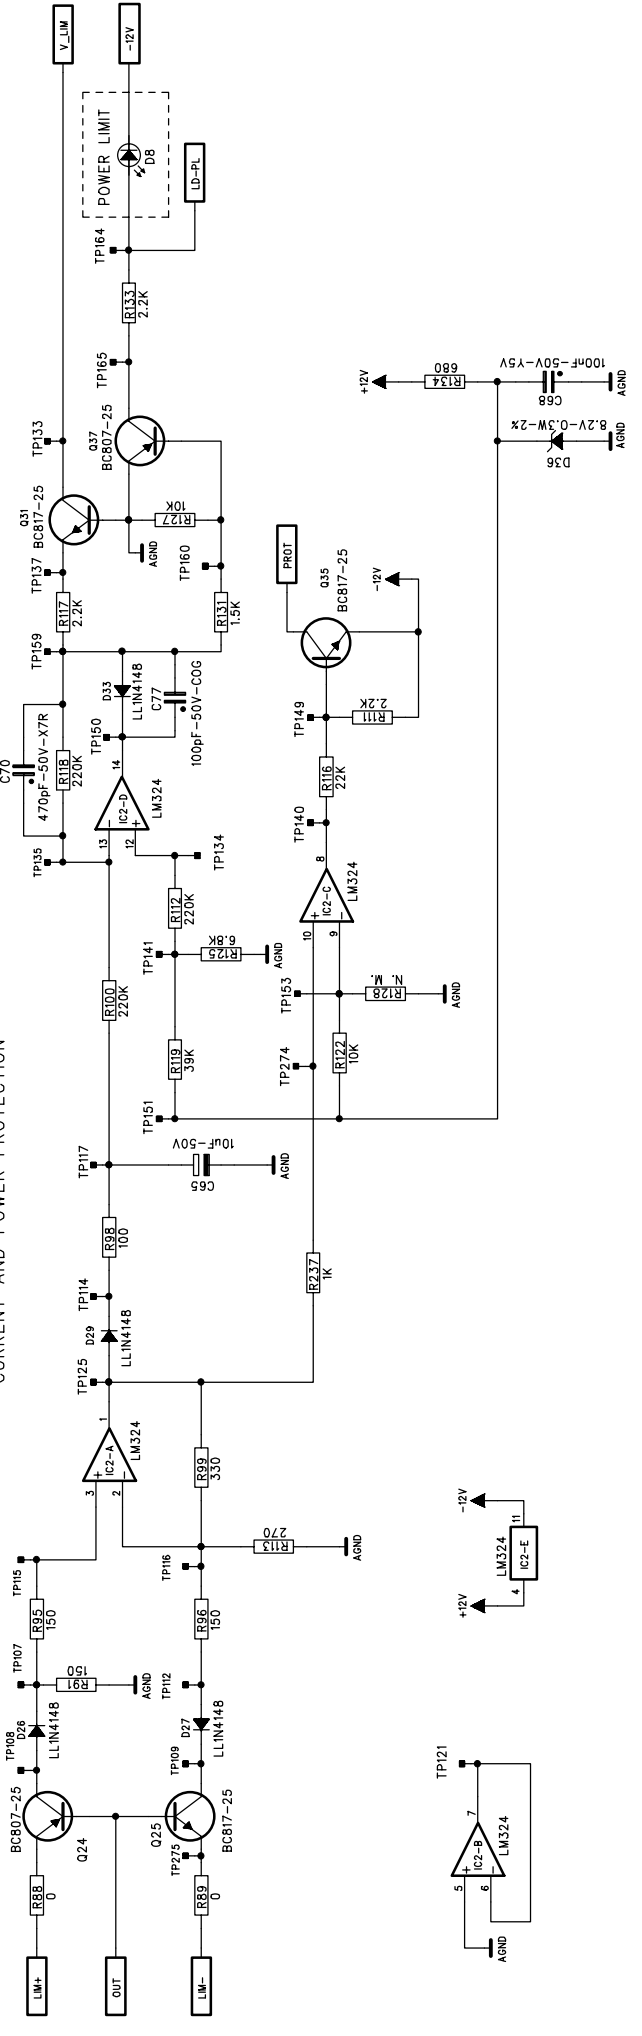 CURRENT AND POWER PROTECTION
LIM+
OUT
LIM-
R88
0
R89
0
BC807-25
Q24
Q25
BC817-25
TP275
TP108
D26
LL1N4148
TP109
D27
LL1N4148
TP107
R91
150
AGND
TP112
R95
150
R96
150
TP115
TP116
R113
270
AGND
3
2
1
IC2-A
LM324
R99
330
TP125
D29
LL1N4148
TP114
R98
100
R237
1K
TP117
C65
10uF-50V
AGND
TP151
R119
39K
TP274
R122
10K
R100
220K
TP141
R125
6.8K
AGND
TP153
R128
N. M.
AGND
R112
220K
TP134
TP135
C70
470pF-50V-X7R
R118
220K
13
12
14
IC2-D
LM324
10
9
8
IC2-C
LM324
TP140
R116
22K
TP149
R111
2.2K
TP150
D33
LL1N4148
C77
100pF-50V-COG
TP159
R117
2.2K
R131
1.5K
TP137
TP160
AGND
R127
10K
Q31
BC817-25
TP133
Q37
BC807-25
TP165
R133
2.2K
TP164
LD-PL
POWER LIMIT
D8
V_LIM
-12V
PROT
Q35
BC817-25
-12V
+12V
R134
680
D36
8.2V-0.3W-2%
AGND
C68
100nF-50V-Y5V
AGND
AGND
5
6
7
IC2-B
LM324
TP121
+12V
4
LM324
IC2-E
11
-12V